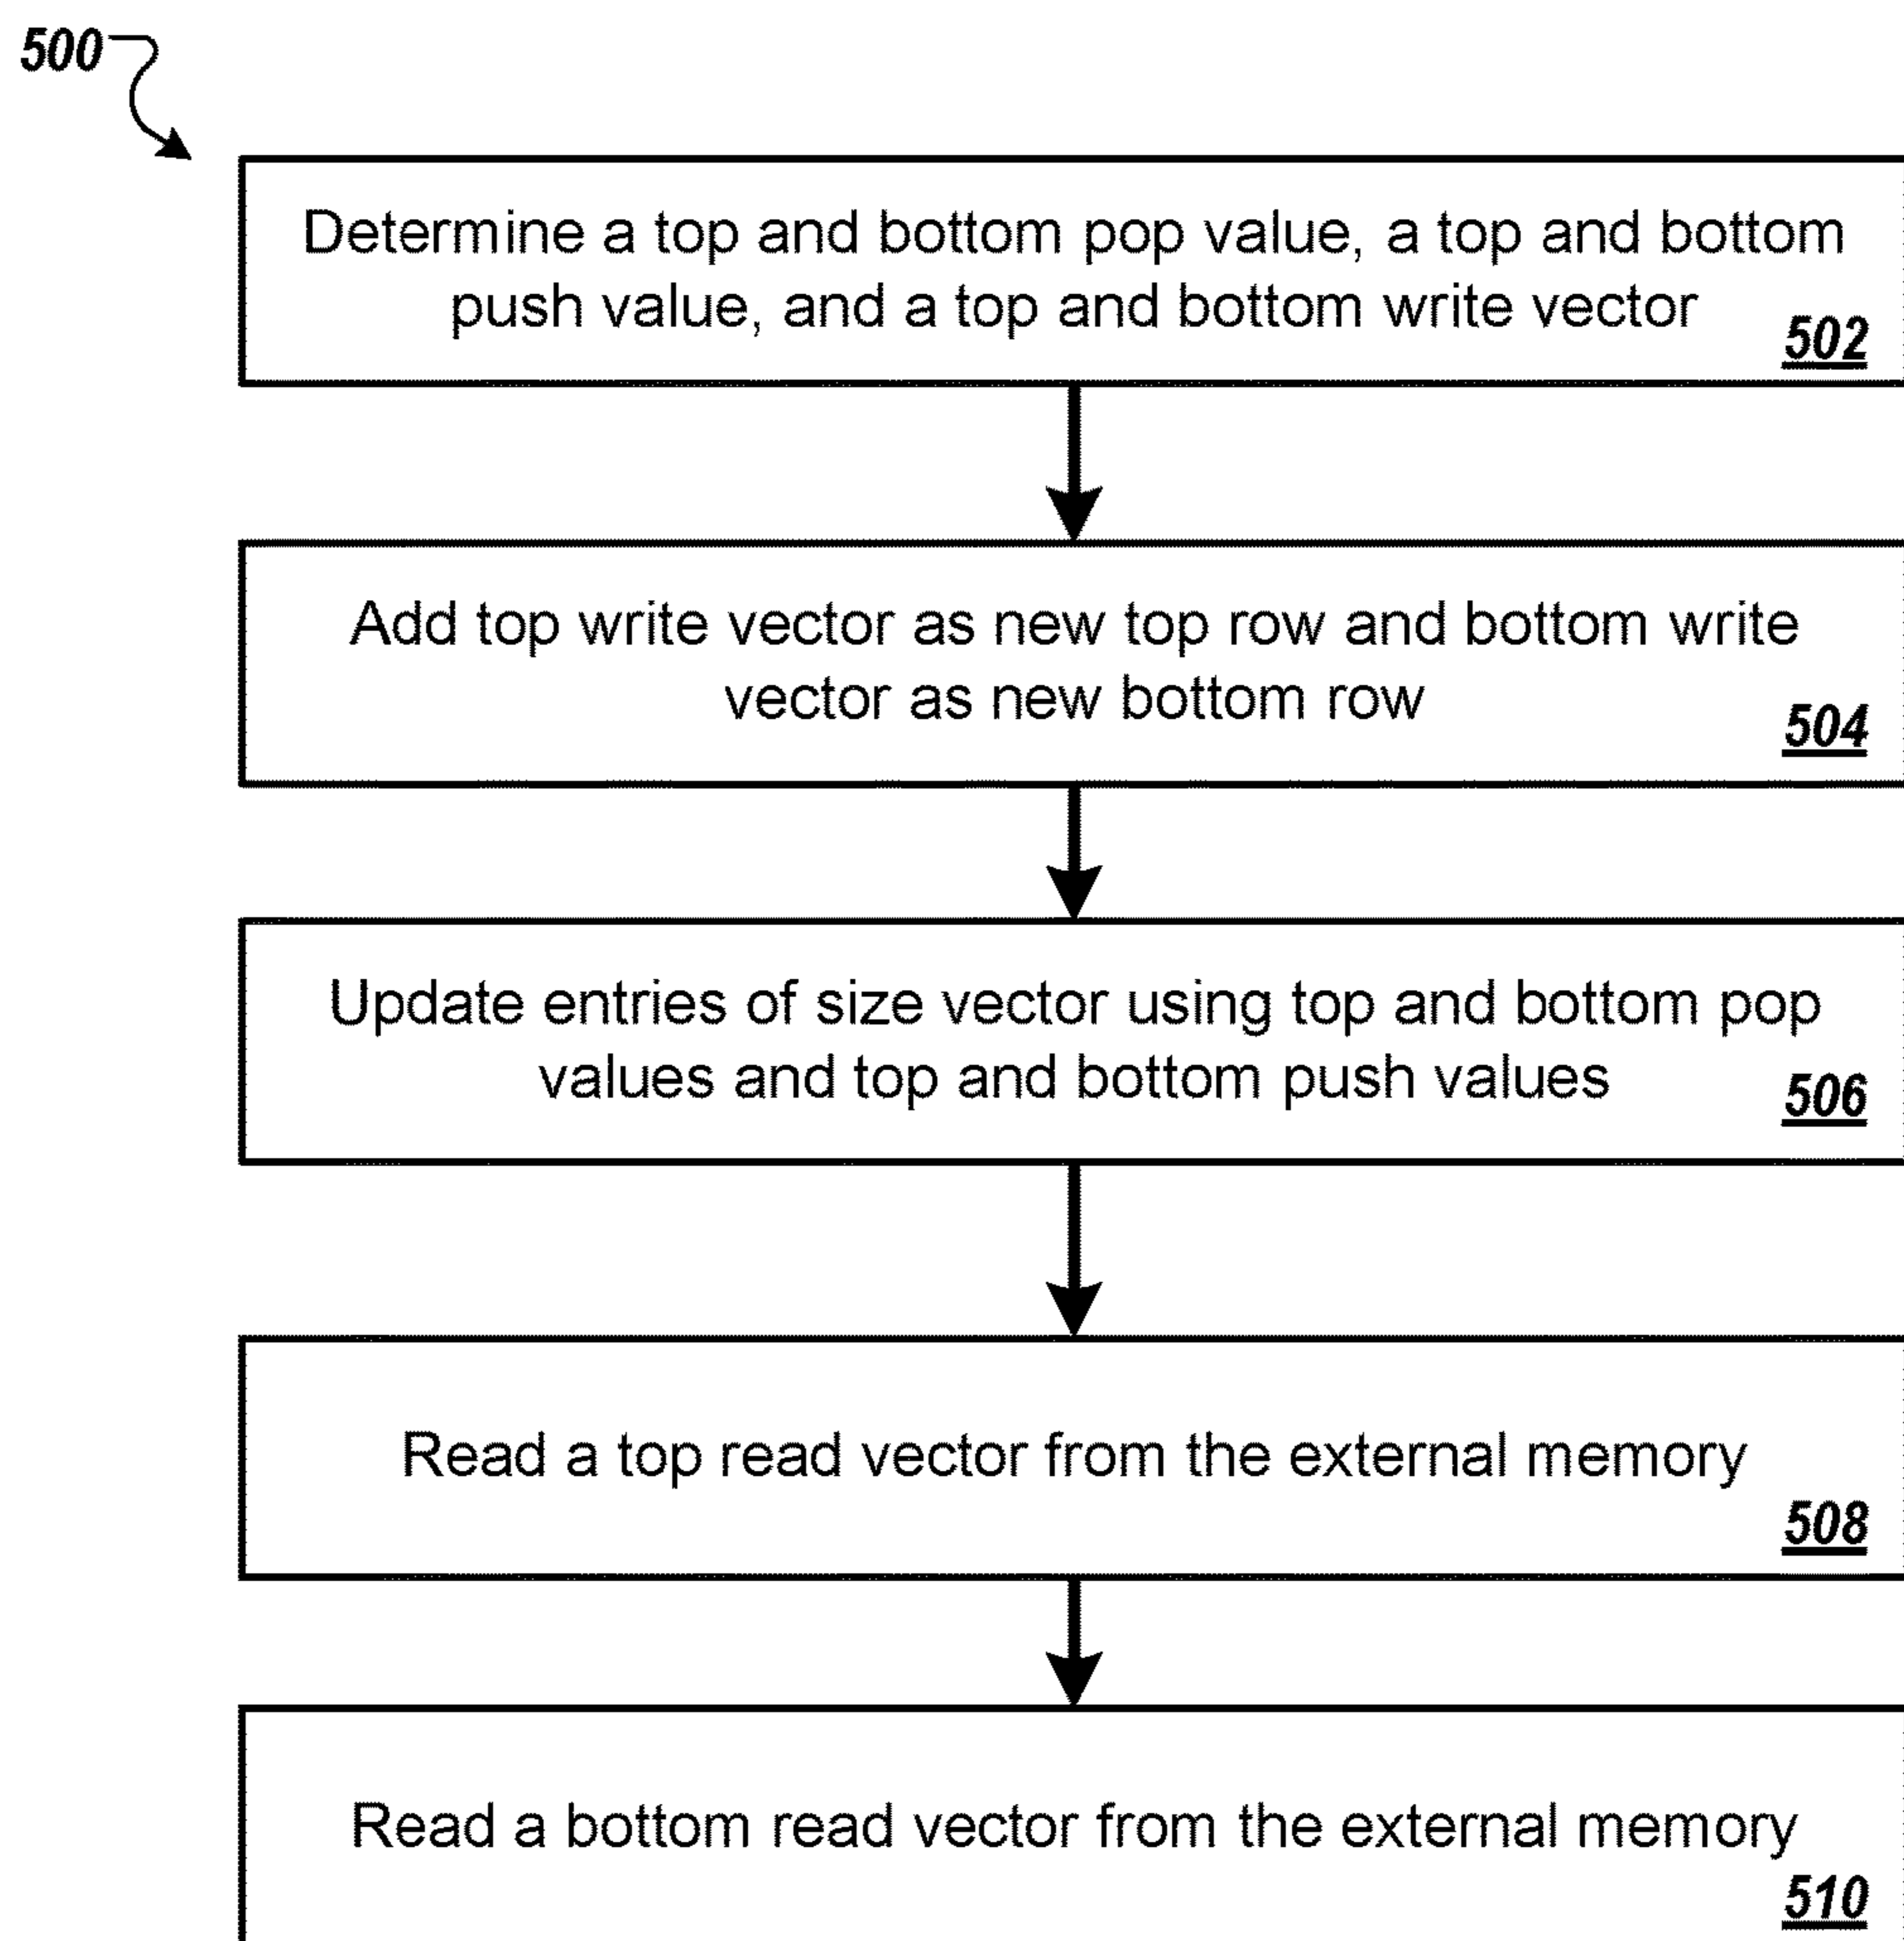 500
Determine a top and bottom pop value, a top and bottom
push value, and a top and bottom write vector
502
Add top write vector as new top row and bottom write
vector as new bottom row
504
Update entries of size vector using top and bottom pop
values and top and bottom push values
506
Read a top read vector from the external memory
508
Read a bottom read vector from the external memory
510